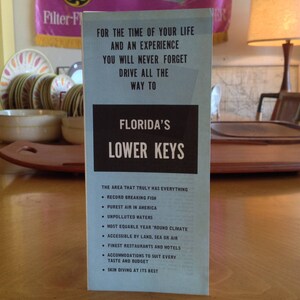 Filter-F
FOR THE TIME OF YOUR LIFE
AND AN EXPERIENCE
YOU WILL NEVER FORGET
DRIVE ALL THE
WAY TO
FLORIDA'S
LOWER KEYS
THE AREA THAT TRULY HAS EVERYTHING
• RECORD BREAKING FISH
• PUREST AIR IN AMERICA
• UNPOLLUTED WATERS
• MOST EQUABLE YEAR 'ROUND CLIMATE
• ACCESSIBLE BY LAND, SEA OR AIR
• FINEST RESTAURANTS AND MOTELS
• ACCOMMODATIONS TO SUIT EVERY
TASTE AND BUDGET
• SKIN DIVING AT ITS BEST